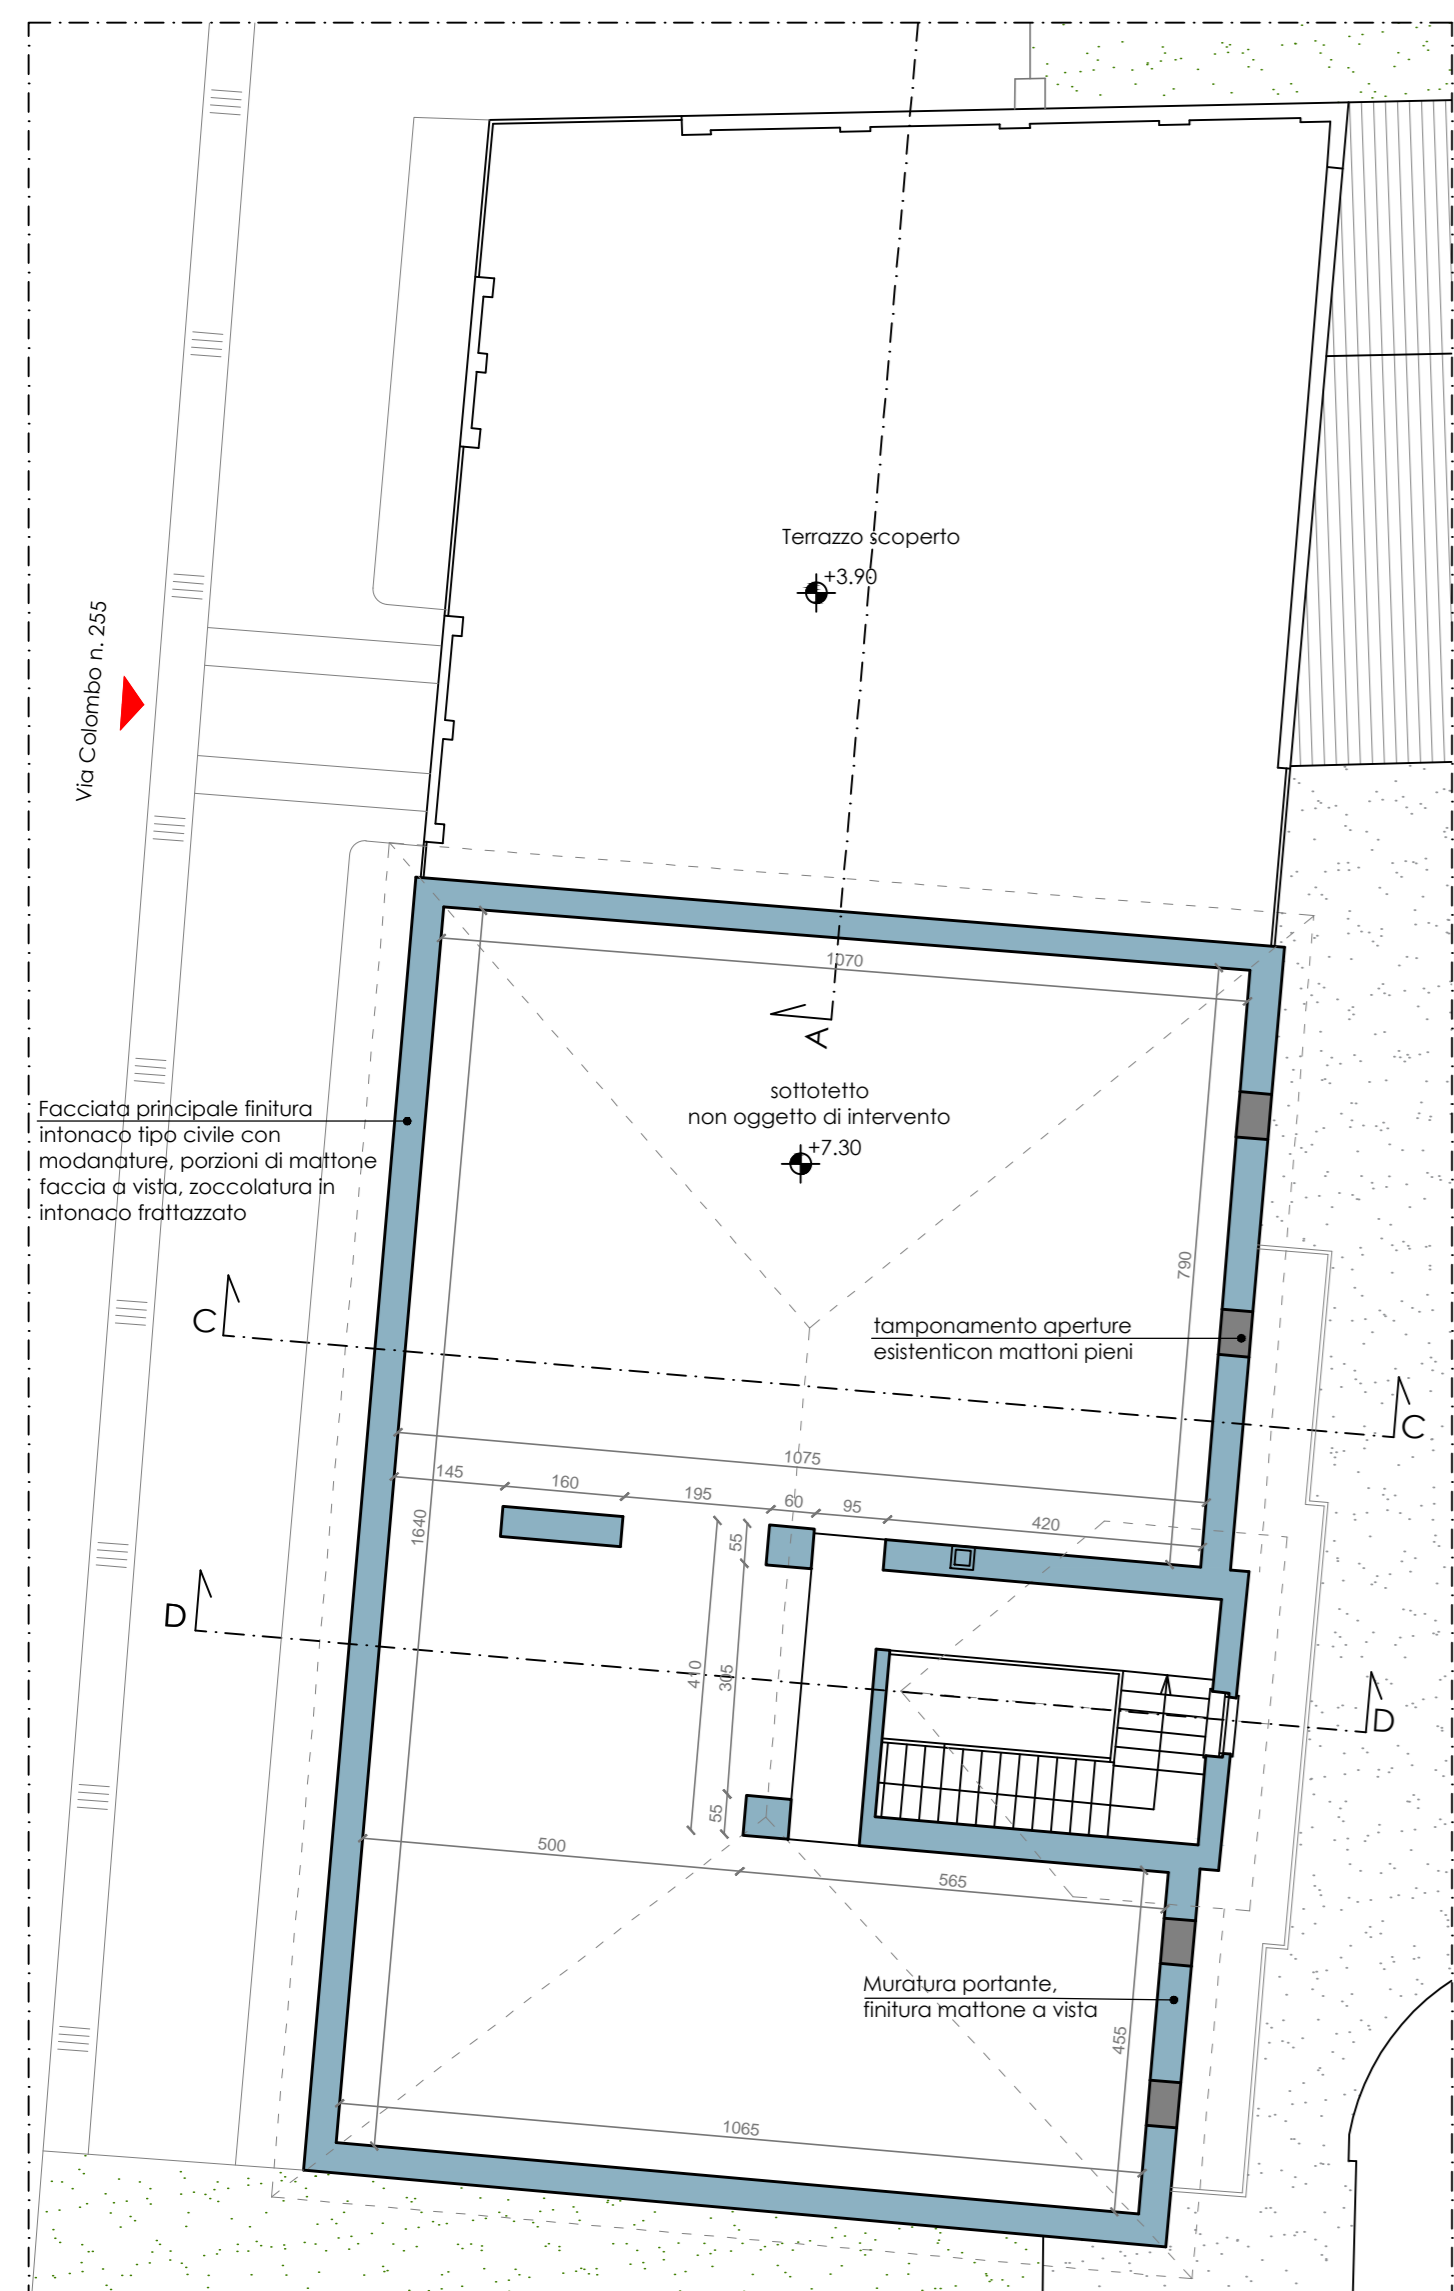 Terrazzo scoperto
+3.90
Via Colombo n. 255
1070
A
sottotetto
non oggetto di intervento
+7.30
Facciata principale finitura
intonaco tipo civile con
modanature, porzioni di mattone
faccia a vista, zoccolatura in
intonaco frattazzato
790
C
tamponamento aperture
esistenticon mattoni pieni
C
1075
145
160
195
60
95
420
1640
55
D
410
305
D
55
500
565
Muratura portante,
finitura mattone a vista
455
1065